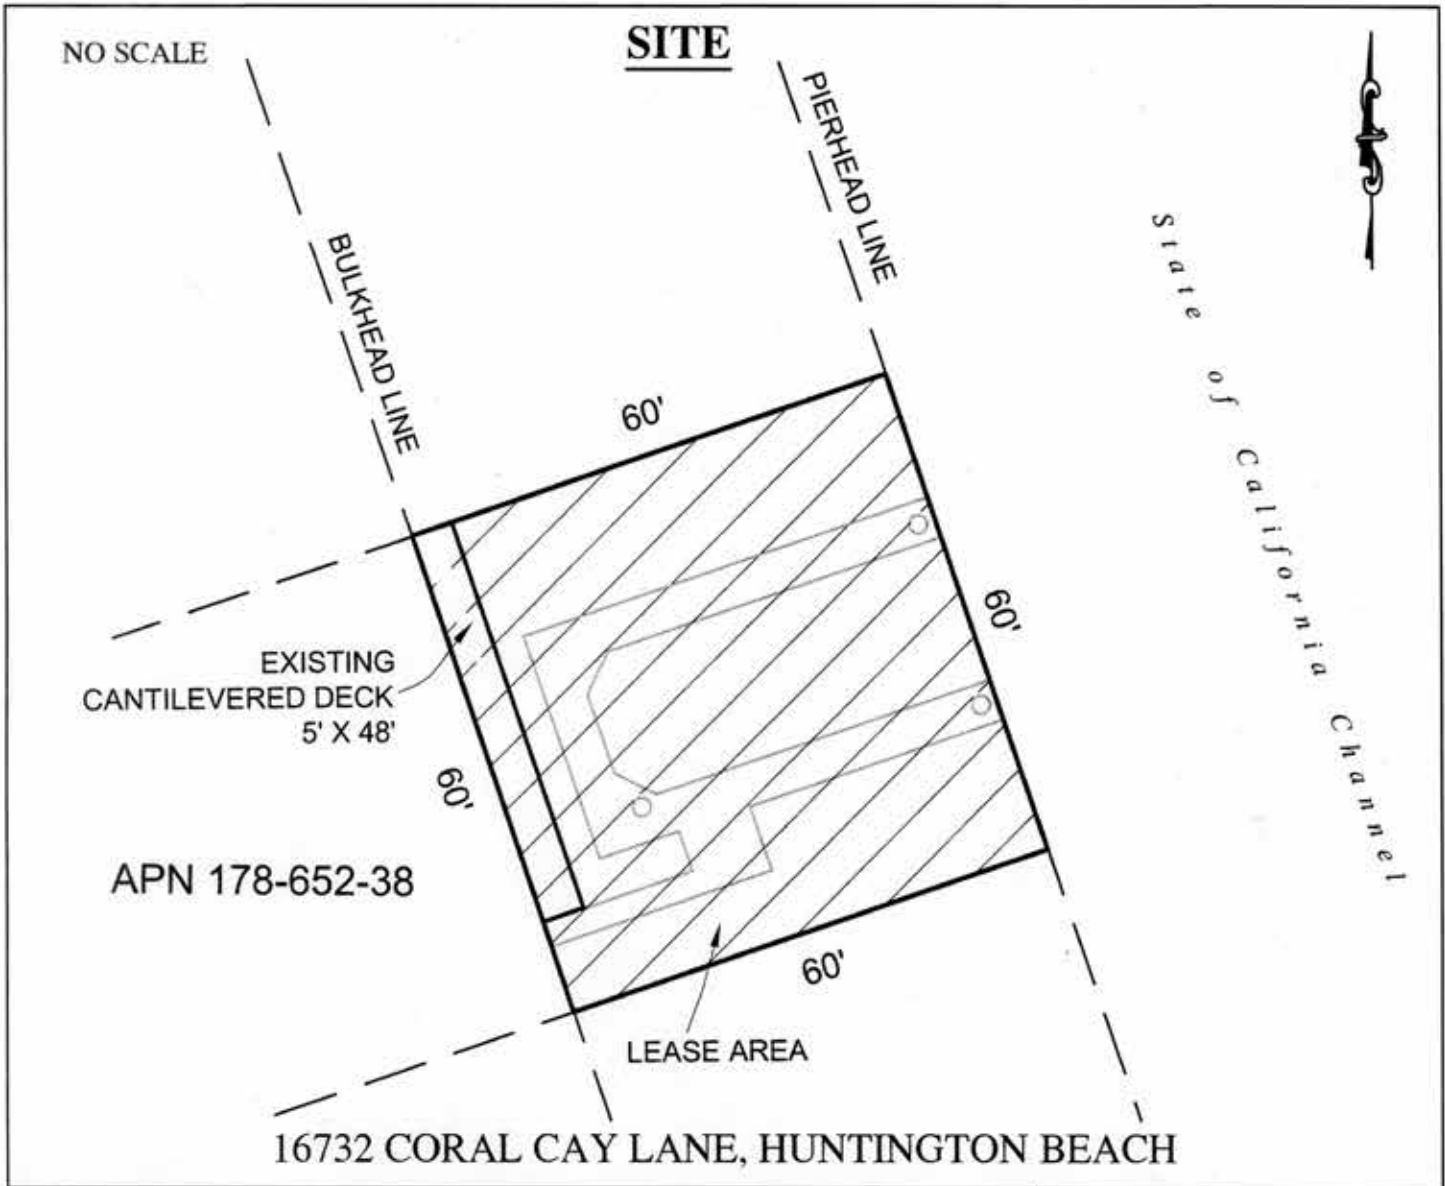 NO SCALE
SITE
PIERHEAD LINE
BULKHEAD LINE
State of California Channel
60'
60'
EXISTING
CANTILEVERED DECK
5' X 48'
60'
APN 178-652-38
60'
LEASE AREA
16732 CORAL CAY LANE, HUNTINGTON BEACH